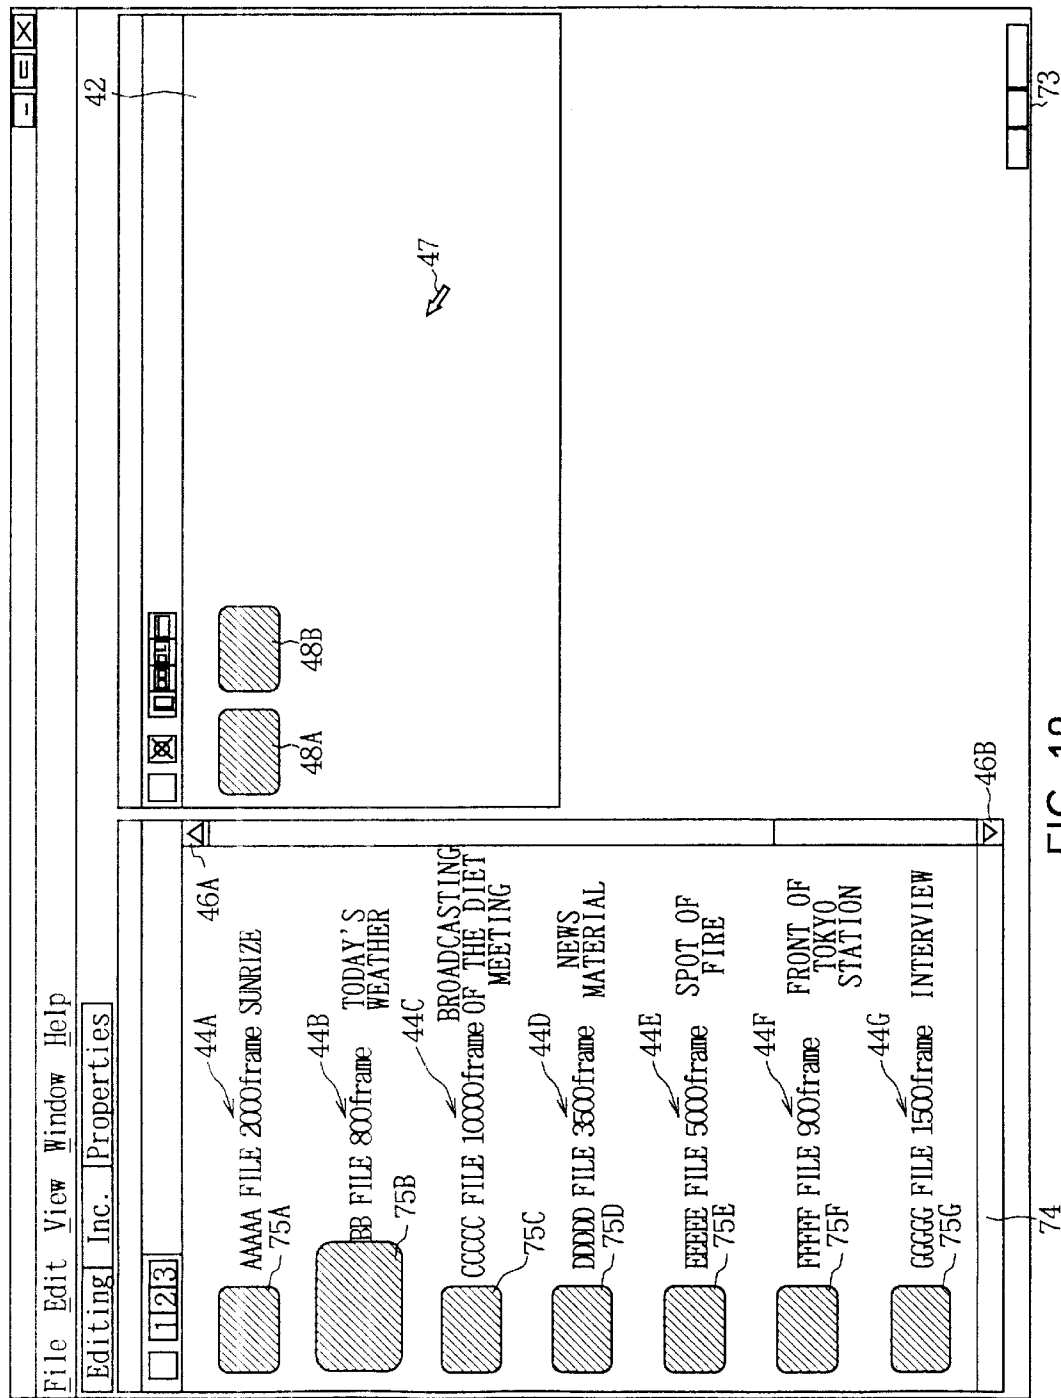 File Edit View Window Help
Editing Inc. Properties
1 2 3
42
46A
44A
AAAAA FILE 2000frame SUNRIZE
75A
44B
BB FILE 800frame TODAY'S
WEATHER
75B
44C
BROADCASTING
CCCCC FILE 10000frame OF THE DIET
MEETING
75C
44D
DDDDD FILE 3500frame NEWS
MATERIAL
75D
44E
EEEEE FILE 5000frame SPOT OF
FIRE
75E
44F
FFFFF FILE 900frame FRONT OF
TOKYO
STATION
75F
44G
GGGGG FILE 1500frame INTERVIEW
75G
46B
74
48A
48B
47
73
FIG.